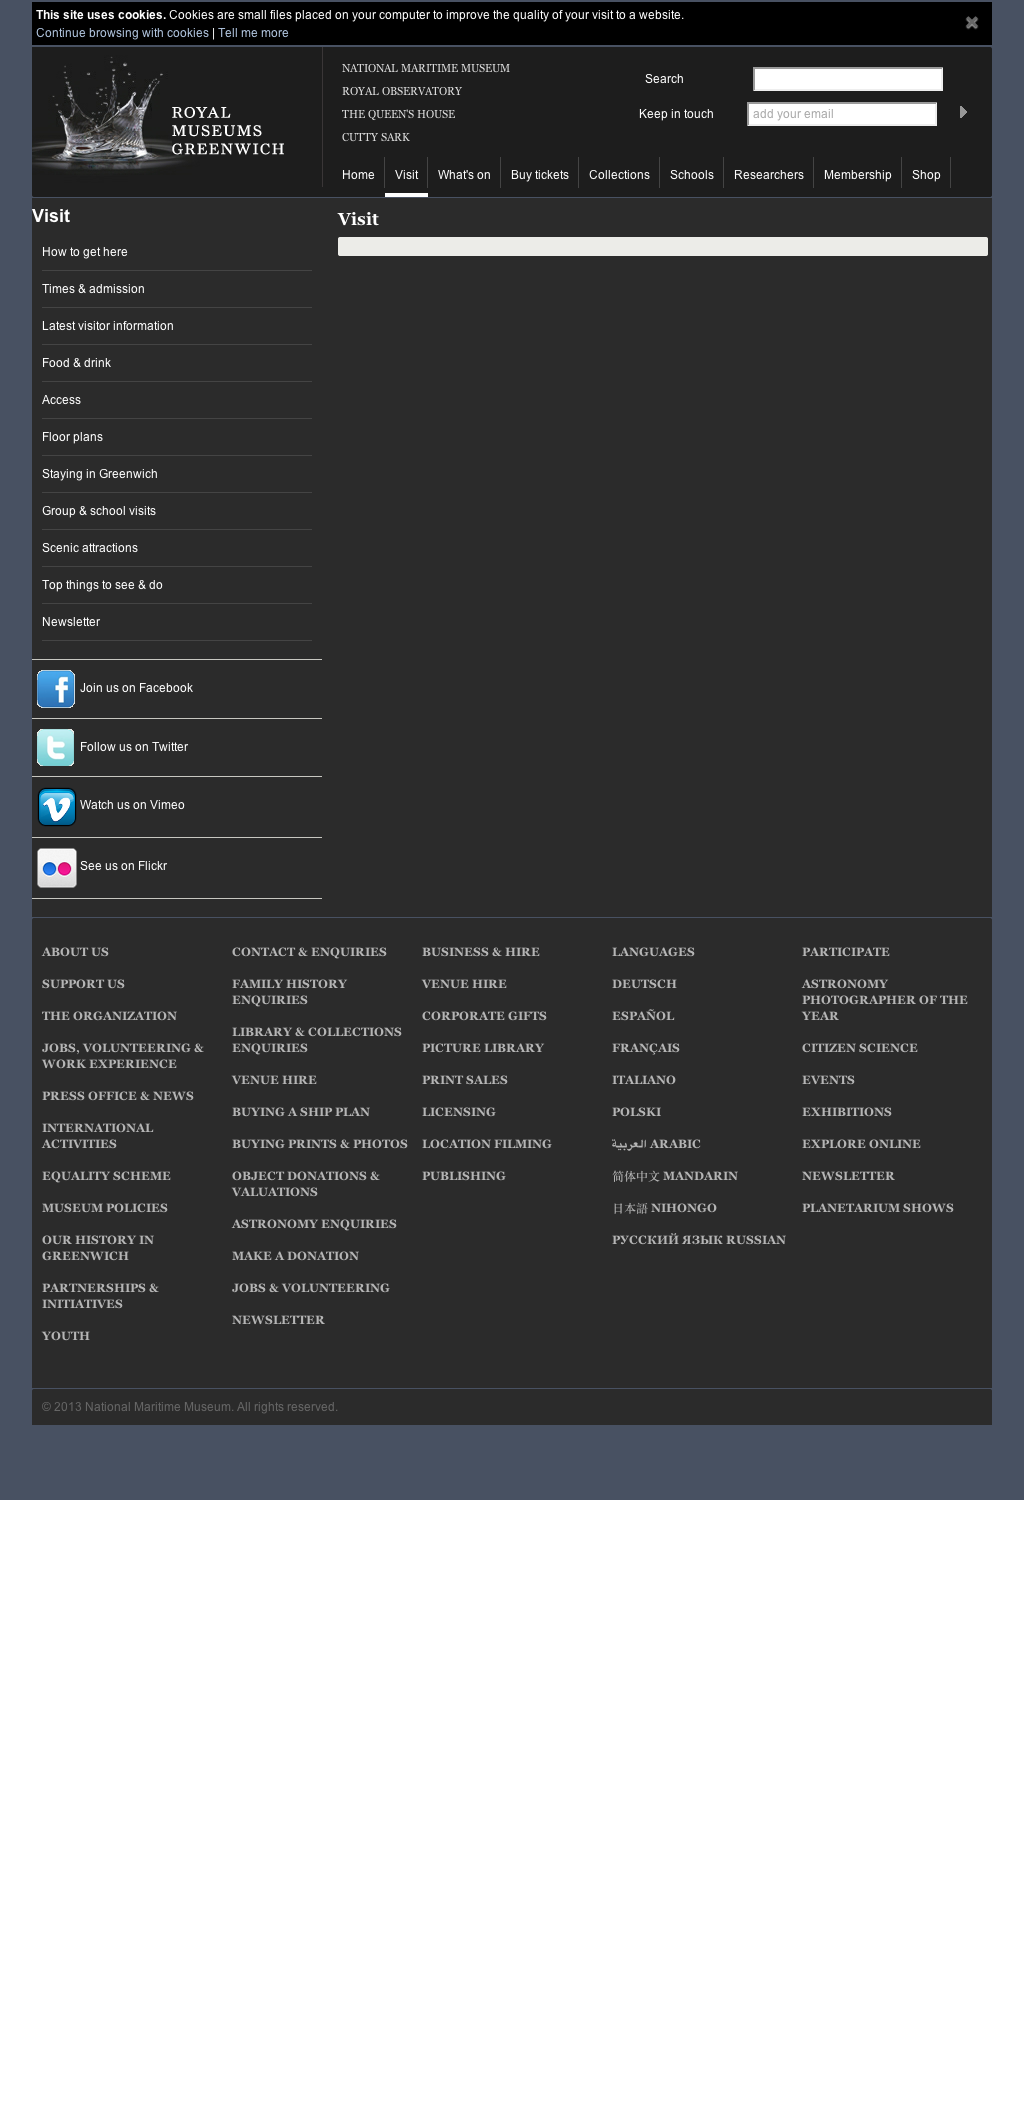 This site uses cookies. Cookies are small files placed on your computer to improve the quality of your visit to a website.
Continue browsing with cookies | Tell me more
ROYAL
MUSEUMS
GREENWICH
NATIONAL MARITIME MUSEUM
ROYAL OBSERVATORY
THE QUEEN'S HOUSE
CUTTY SARK
Search
Keep in touch add your email
Home Visit What's on Buy tickets Collections Schools Researchers Membership Shop
Visit
How to get here
Times & admission
Latest visitor information
Food & drink
Access
Floor plans
Staying in Greenwich
Group & school visits
Scenic attractions
Top things to see & do
Newsletter
Join us on Facebook
Follow us on Twitter
Watch us on Vimeo
See us on Flickr
Visit
ABOUT US
SUPPORT US
THE ORGANIZATION
JOBS, VOLUNTEERING &
WORK EXPERIENCE
PRESS OFFICE & NEWS
INTERNATIONAL
ACTIVITIES
EQUALITY SCHEME
MUSEUM POLICIES
OUR HISTORY IN
GREENWICH
PARTNERSHIPS &
INITIATIVES
YOUTH
CONTACT & ENQUIRIES
FAMILY HISTORY
ENQUIRIES
LIBRARY & COLLECTIONS
ENQUIRIES
VENUE HIRE
BUYING A SHIP PLAN
BUYING PRINTS & PHOTOS
OBJECT DONATIONS &
VALUATIONS
ASTRONOMY ENQUIRIES
MAKE A DONATION
JOBS & VOLUNTEERING
NEWSLETTER
BUSINESS & HIRE
VENUE HIRE
CORPORATE GIFTS
PICTURE LIBRARY
PRINT SALES
LICENSING
LOCATION FILMING
PUBLISHING
LANGUAGES
DEUTSCH
ESPAÑOL
FRANÇAIS
ITALIANO
POLSKI
العربية ARABIC
简体中文 MANDARIN
日本語 NIHONGO
РУССКИЙ ЯЗЫК RUSSIAN
PARTICIPATE
ASTRONOMY
PHOTOGRAPHER OF THE
YEAR
CITIZEN SCIENCE
EVENTS
EXHIBITIONS
EXPLORE ONLINE
NEWSLETTER
PLANETARIUM SHOWS
© 2013 National Maritime Museum. All rights reserved.